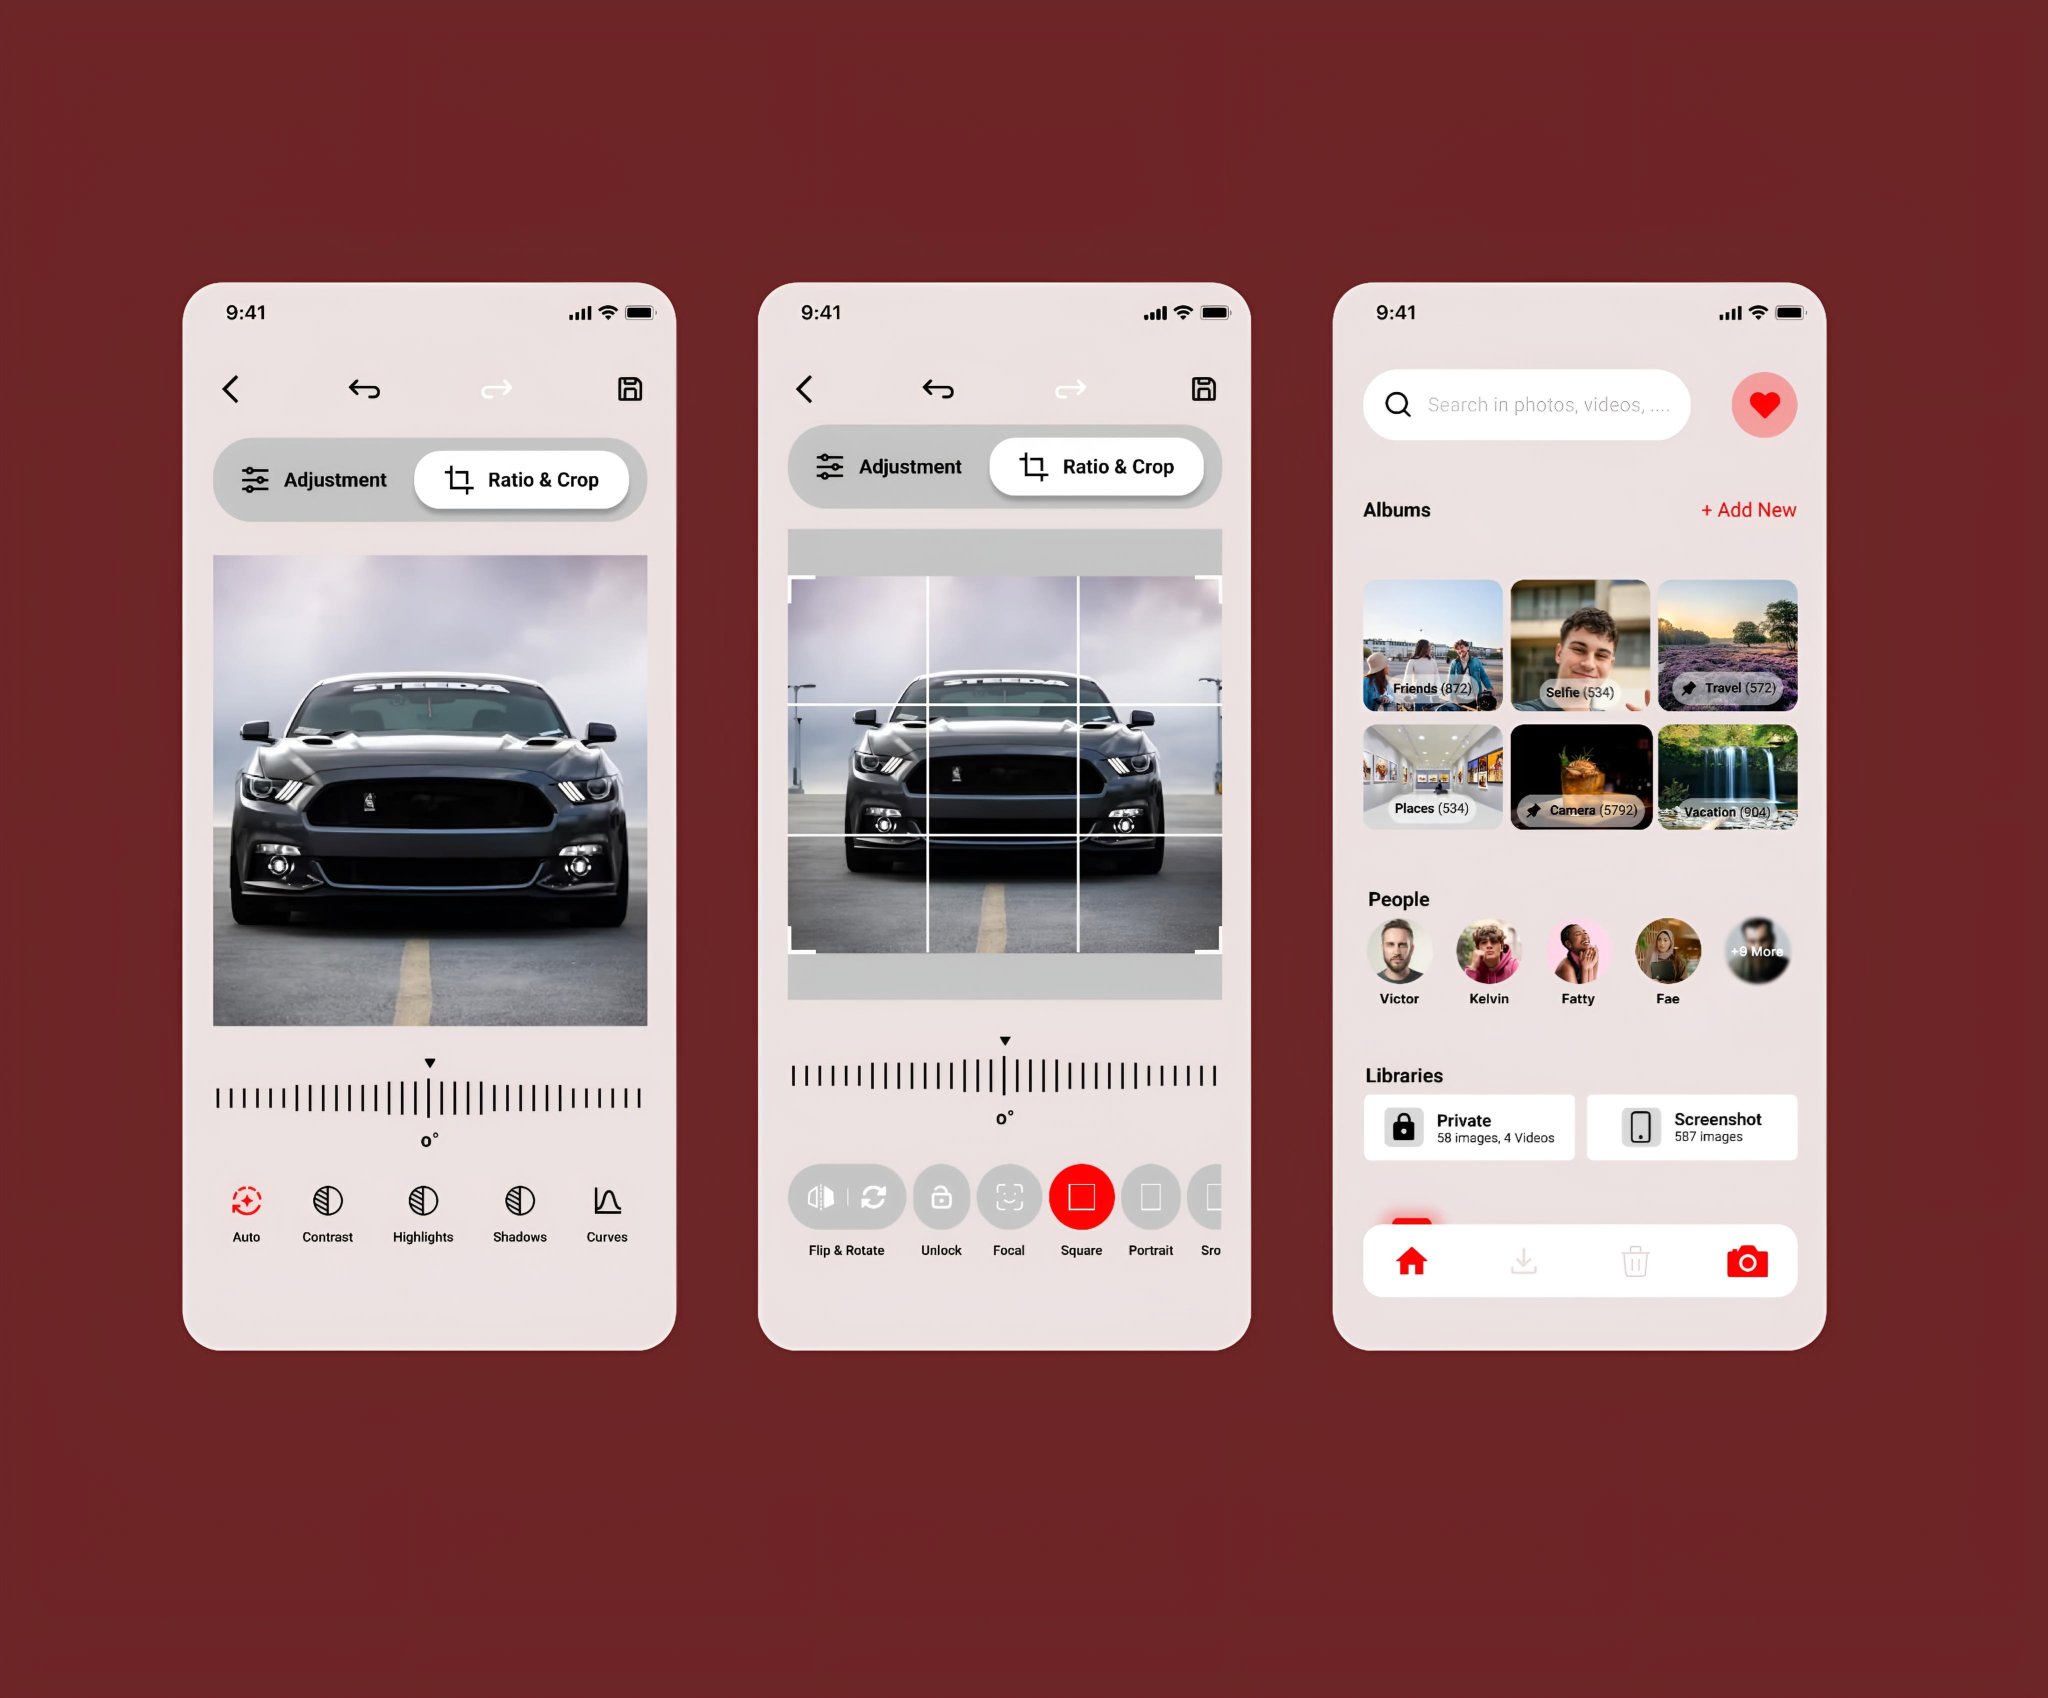 9:41
Adjustment
Ratio & Crop
STEEDA
0°
Auto
Contrast
Highlights
Shadows
Curves
9:41
Adjustment
Ratio & Crop
STEEDA
0°
Flip & Rotate
Unlock
Focal
Square
Portrait
Sro
9:41
Search in photos, videos, ....
Albums
+ Add New
Friends (872)
Selfie (534)
Travel (572)
Places (534)
Camera (5792)
Vacation (904)
People
Victor
Kelvin
Fatty
Fae
+9 More
Libraries
Private
58 images, 4 Videos
Screenshot
587 images